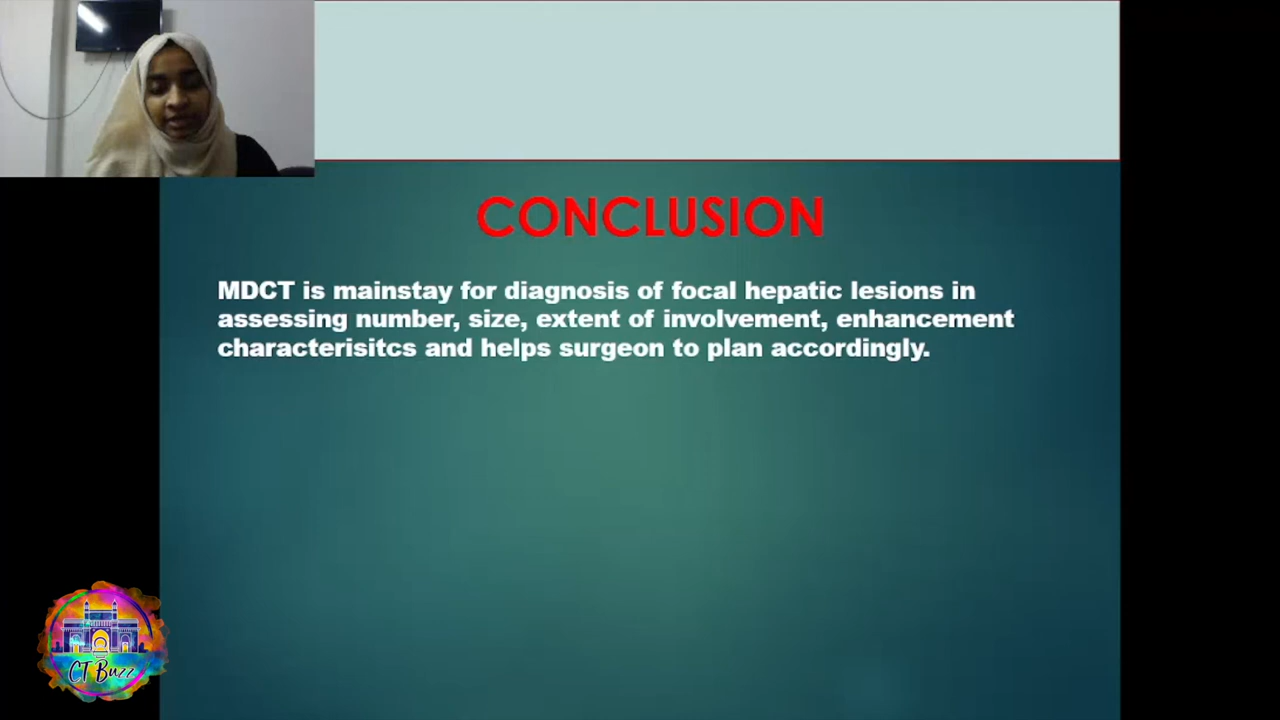 CONCLUSION
MDCT is mainstay for diagnosis of focal hepatic lesions in
assessing number, size, extent of involvement, enhancement
characterisitcs and helps surgeon to plan accordingly.
CT Buzz